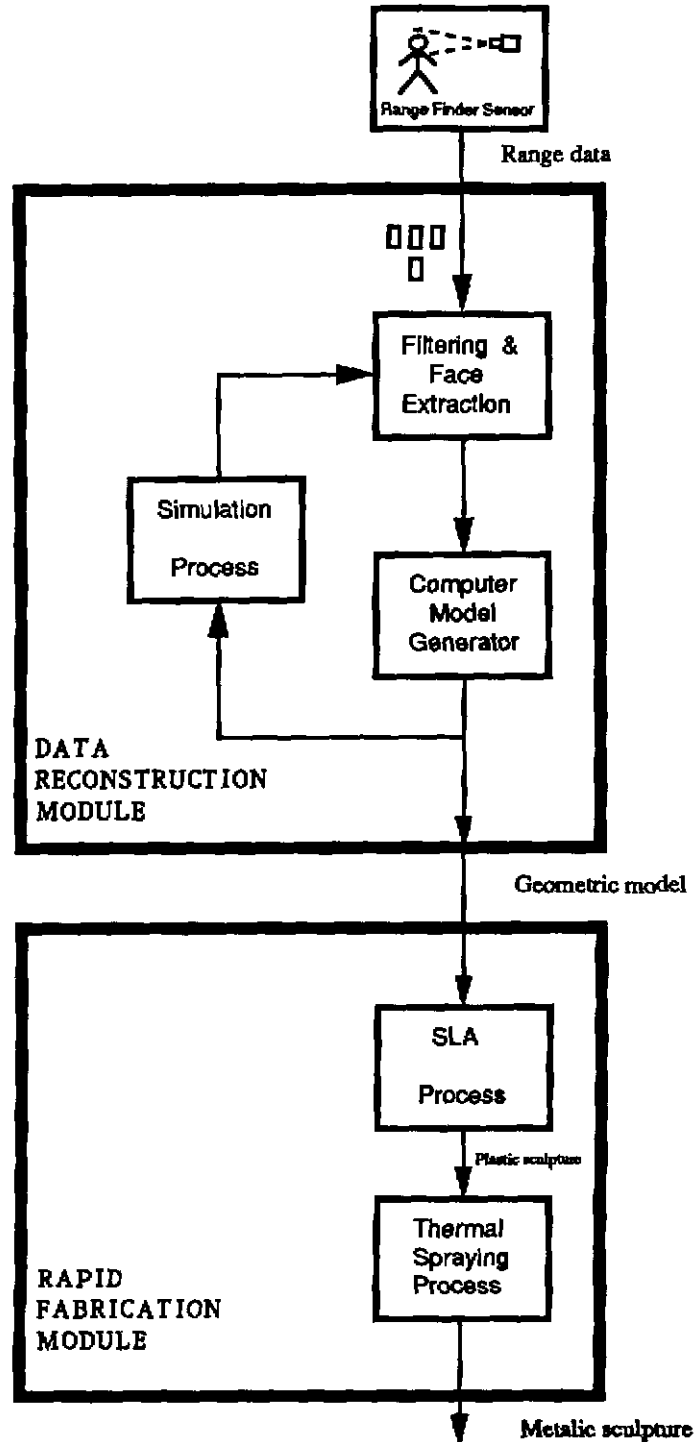 Range Finder Sensor
Range data
Filtering &
Face
Extraction
Simulation
Process
Computer
Model
Generator
DATA
RECONSTRUCTION
MODULE
Geometric model
SLA
Process
Plastic sculpture
Thermal
Spraying
Process
RAPID
FABRICATION
MODULE
Metalic sculpture